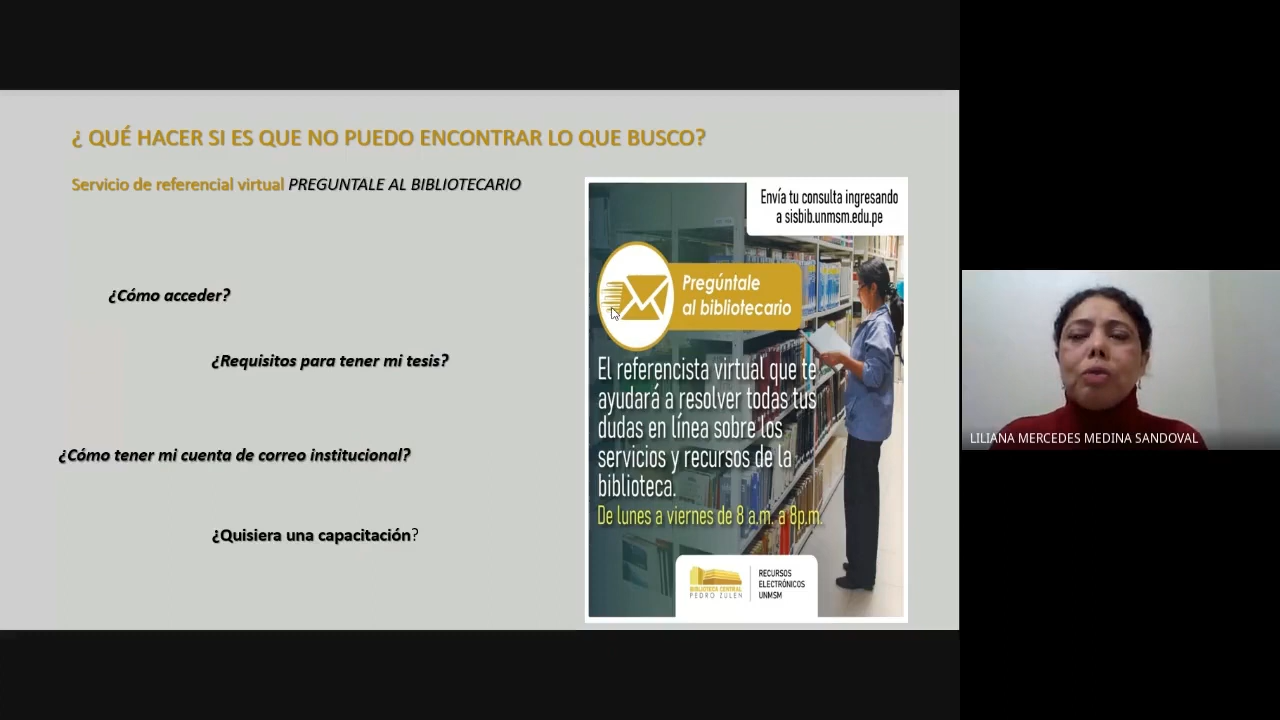 ¿ QUÉ HACER SI ES QUE NO PUEDO ENCONTRAR LO QUE BUSCO?
Servicio de referencial virtual PREGUNTALE AL BIBLIOTECARIO
¿Cómo acceder?
¿Requisitos para tener mi tesis?
¿Cómo tener mi cuenta de correo institucional?
¿Quisiera una capacitación?
Envía tu consulta ingresando
a sisbib.unmsm.edu.pe
Pregúntale
al bibliotecario
El referencista virtual que te
ayudará a resolver todas tus
dudas en línea sobre los
servicios y recursos de la
biblioteca.
De lunes a viernes de 8 a.m. a 8p.m.
BIBLIOTECA CENTRAL
PEDRO ZULEN
RECURSOS
ELECTRÓNICOS
UNMSM
LILIANA MERCEDES MEDINA SANDOVAL